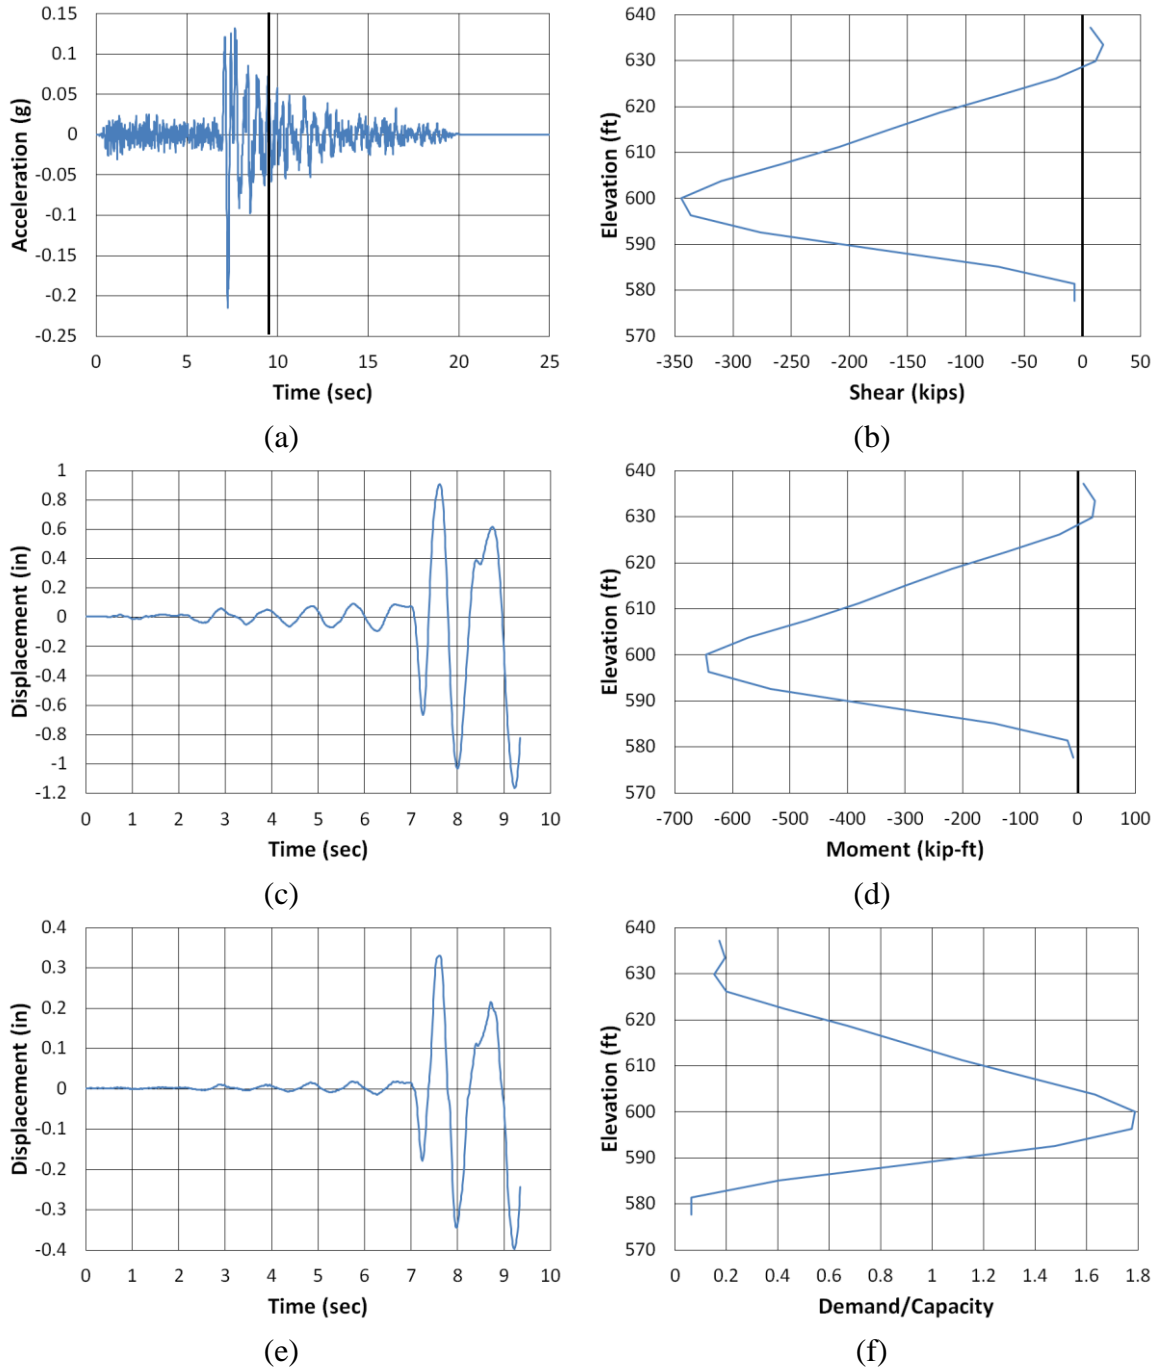 0.15
0.1
0.05
0
-0.05
-0.1
-0.15
-0.2
-0.25
Acceleration (g)
0 5 10 15 20 25
Time (sec)
(a)
640
630
620
610
600
590
580
570
Elevation (ft)
-350 -300 -250 -200 -150 -100 -50 0 50
Shear (kips)
(b)
1
0.8
0.6
0.4
0.2
0
-0.2
-0.4
-0.6
-0.8
-1
-1.2
Displacement (in)
0 1 2 3 4 5 6 7 8 9 10
Time (sec)
(c)
640
630
620
610
600
590
580
570
Elevation (ft)
-700 -600 -500 -400 -300 -200 -100 0 100
Moment (kip-ft)
(d)
0.4
0.3
0.2
0.1
0
-0.1
-0.2
-0.3
-0.4
Displacement (in)
0 1 2 3 4 5 6 7 8 9 10
Time (sec)
(e)
640
630
620
610
600
590
580
570
Elevation (ft)
0 0.2 0.4 0.6 0.8 1 1.2 1.4 1.6 1.8
Demand/Capacity
(f)